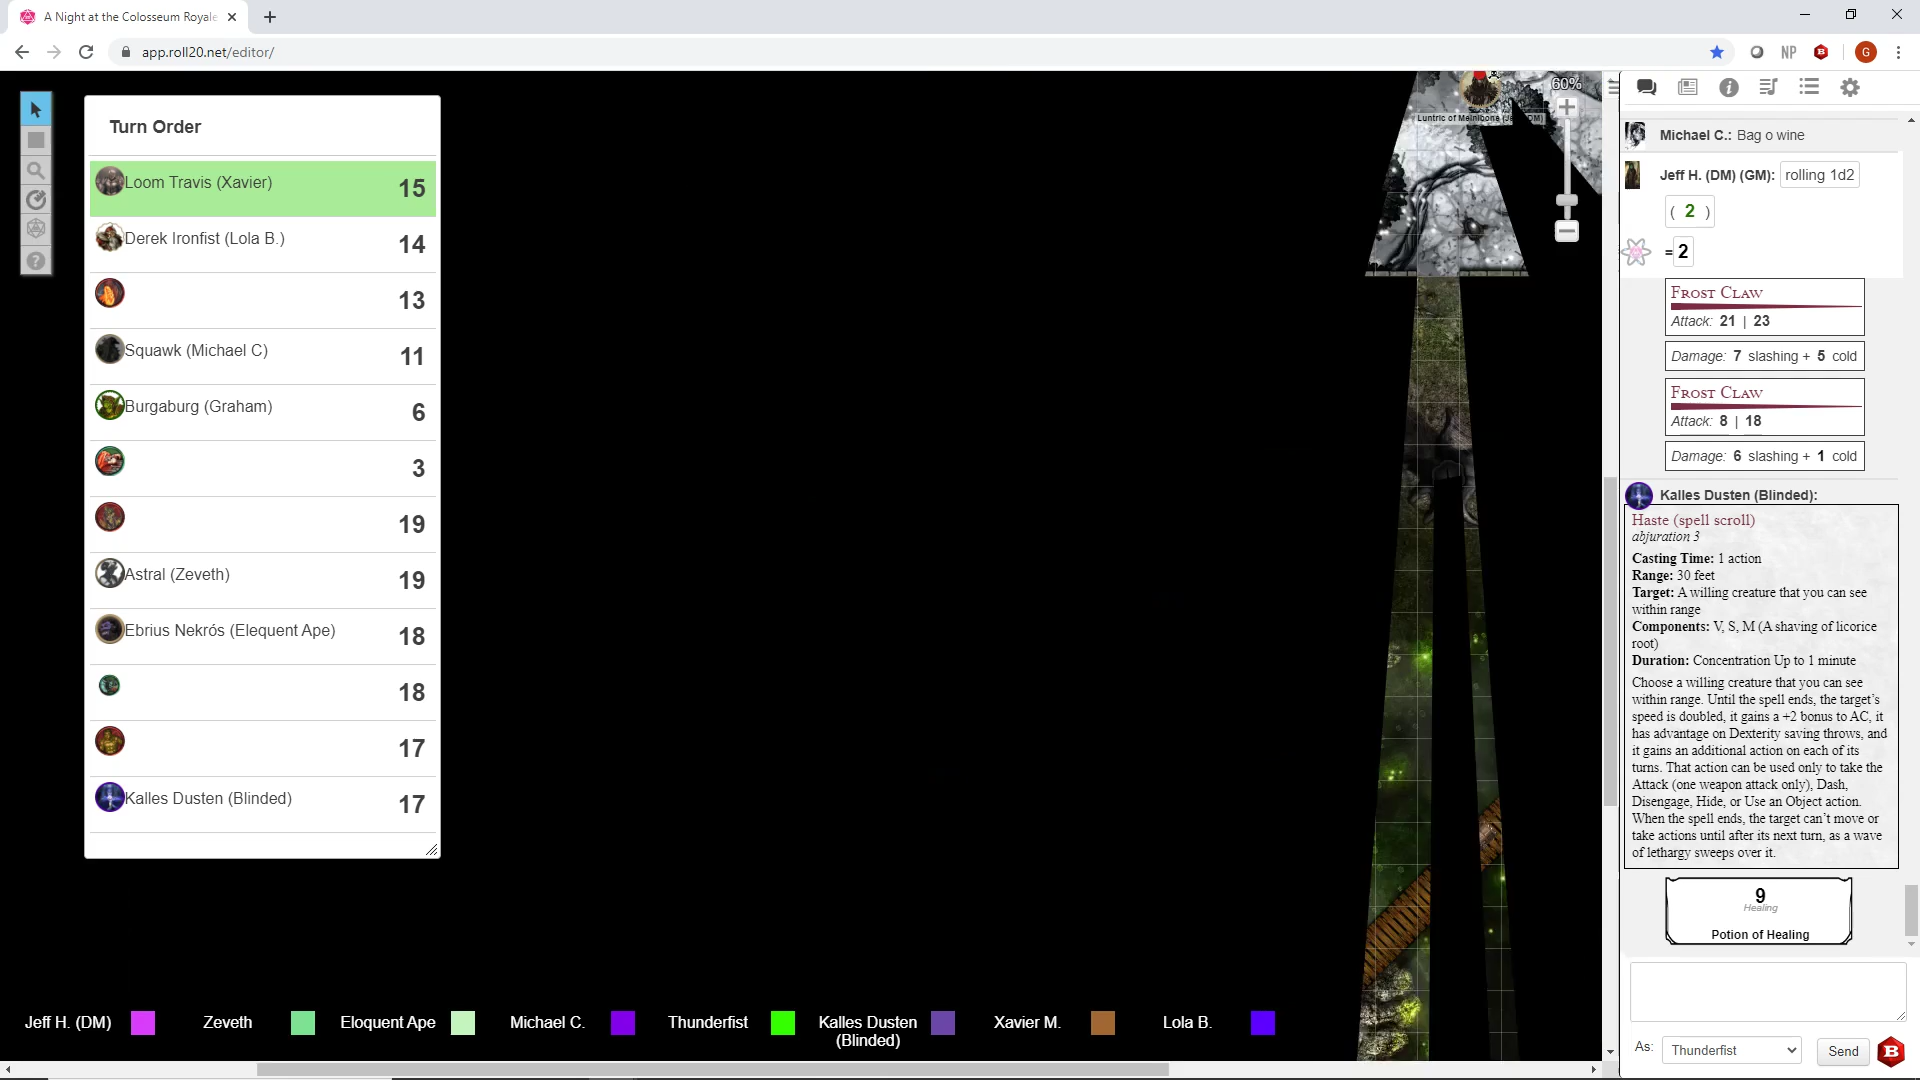 A Night at the Colosseum Royale
app.roll20.net/editor/
NP
G
Turn Order
Loom Travis (Xavier) 15
Derek Ironfist (Lola B.) 14
13
Squawk (Michael C) 11
Burgaburg (Graham) 6
3
19
Astral (Zeveth) 19
Ebrius Nekrós (Elequent Ape) 18
18
17
Kalles Dusten (Blinded) 17
60%
Michael C.: Bag o wine
Jeff H. (DM) (GM): rolling 1d2
( 2 )
=2
Frost Claw
Attack: 21 | 23
Damage: 7 slashing + 5 cold
Frost Claw
Attack: 8 | 18
Damage: 6 slashing + 1 cold
Kalles Dusten (Blinded):
Haste (spell scroll)
abjuration 3
Casting Time: 1 action
Range: 30 feet
Target: A willing creature that you can see
within range
Components: V, S, M (A shaving of licorice
root)
Duration: Concentration Up to 1 minute
Choose a willing creature that you can see
within range. Until the spell ends, the target's
speed is doubled, it gains a +2 bonus to AC, it
has advantage on Dexterity saving throws, and
it gains an additional action on each of its
turns. That action can be used only to take the
Attack (one weapon attack only), Dash,
Disengage, Hide, or Use an Object action.
When the spell ends, the target can't move or
take actions until after its next turn, as a wave
of lethargy sweeps over it.
9
Healing
Potion of Healing
As: Thunderfist Send B
Jeff H. (DM) Zeveth Eloquent Ape Michael C. Thunderfist Kalles Dusten (Blinded) Xavier M. Lola B.